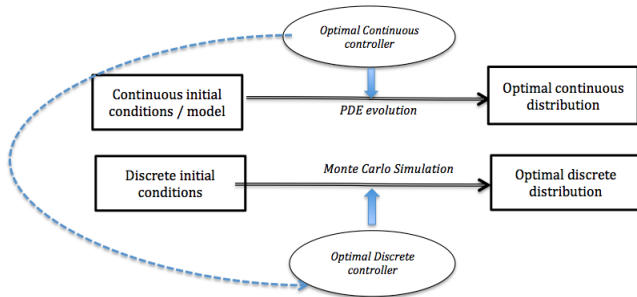 Optimal Continuous
controller
Continuous initial
conditions / model
PDE evolution
Optimal continuous
distribution
Discrete initial
conditions
Monte Carlo Simulation
Optimal discrete
distribution
Optimal Discrete
controller